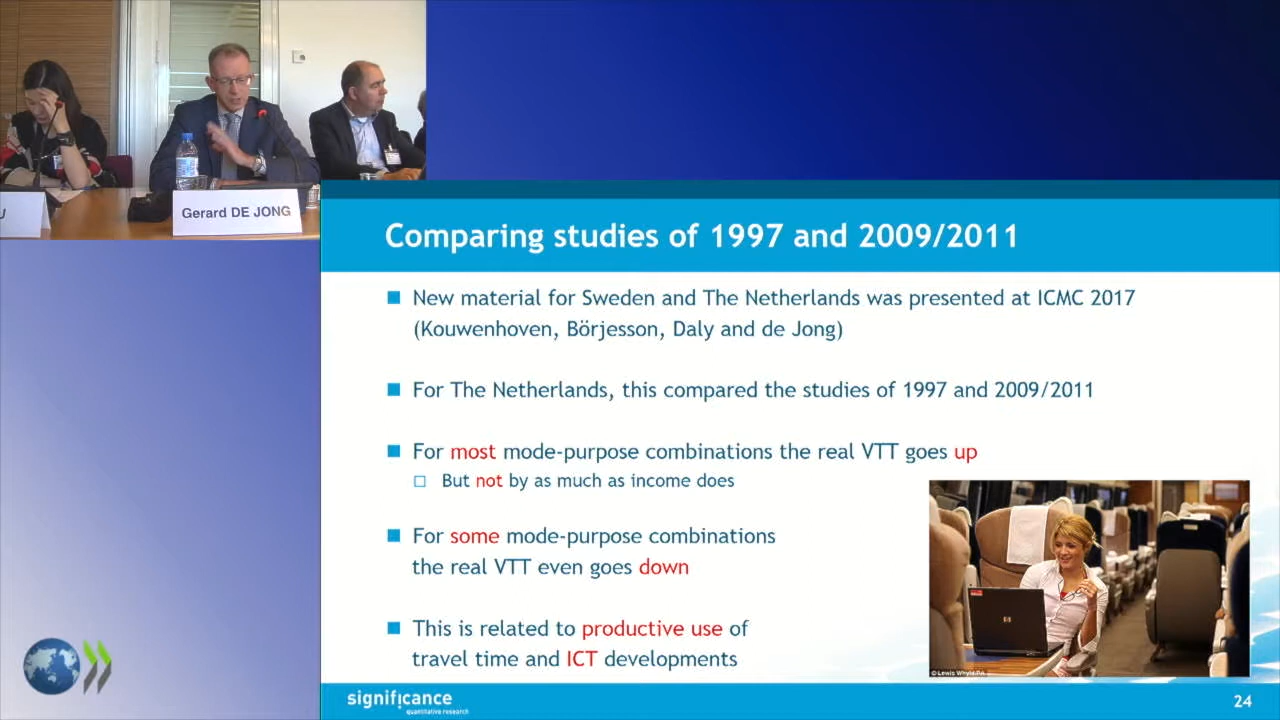 J
Gerard DE JONG
Comparing studies of 1997 and 2009/2011
New material for Sweden and The Netherlands was presented at ICMC 2017
(Kouwenhoven, Börjesson, Daly and de Jong)
For The Netherlands, this compared the studies of 1997 and 2009/2011
For most mode-purpose combinations the real VTT goes up
But not by as much as income does
For some mode-purpose combinations
the real VTT even goes down
This is related to productive use of
travel time and ICT developments
© Lewis Whyld/PA
significance
quantitative research
24